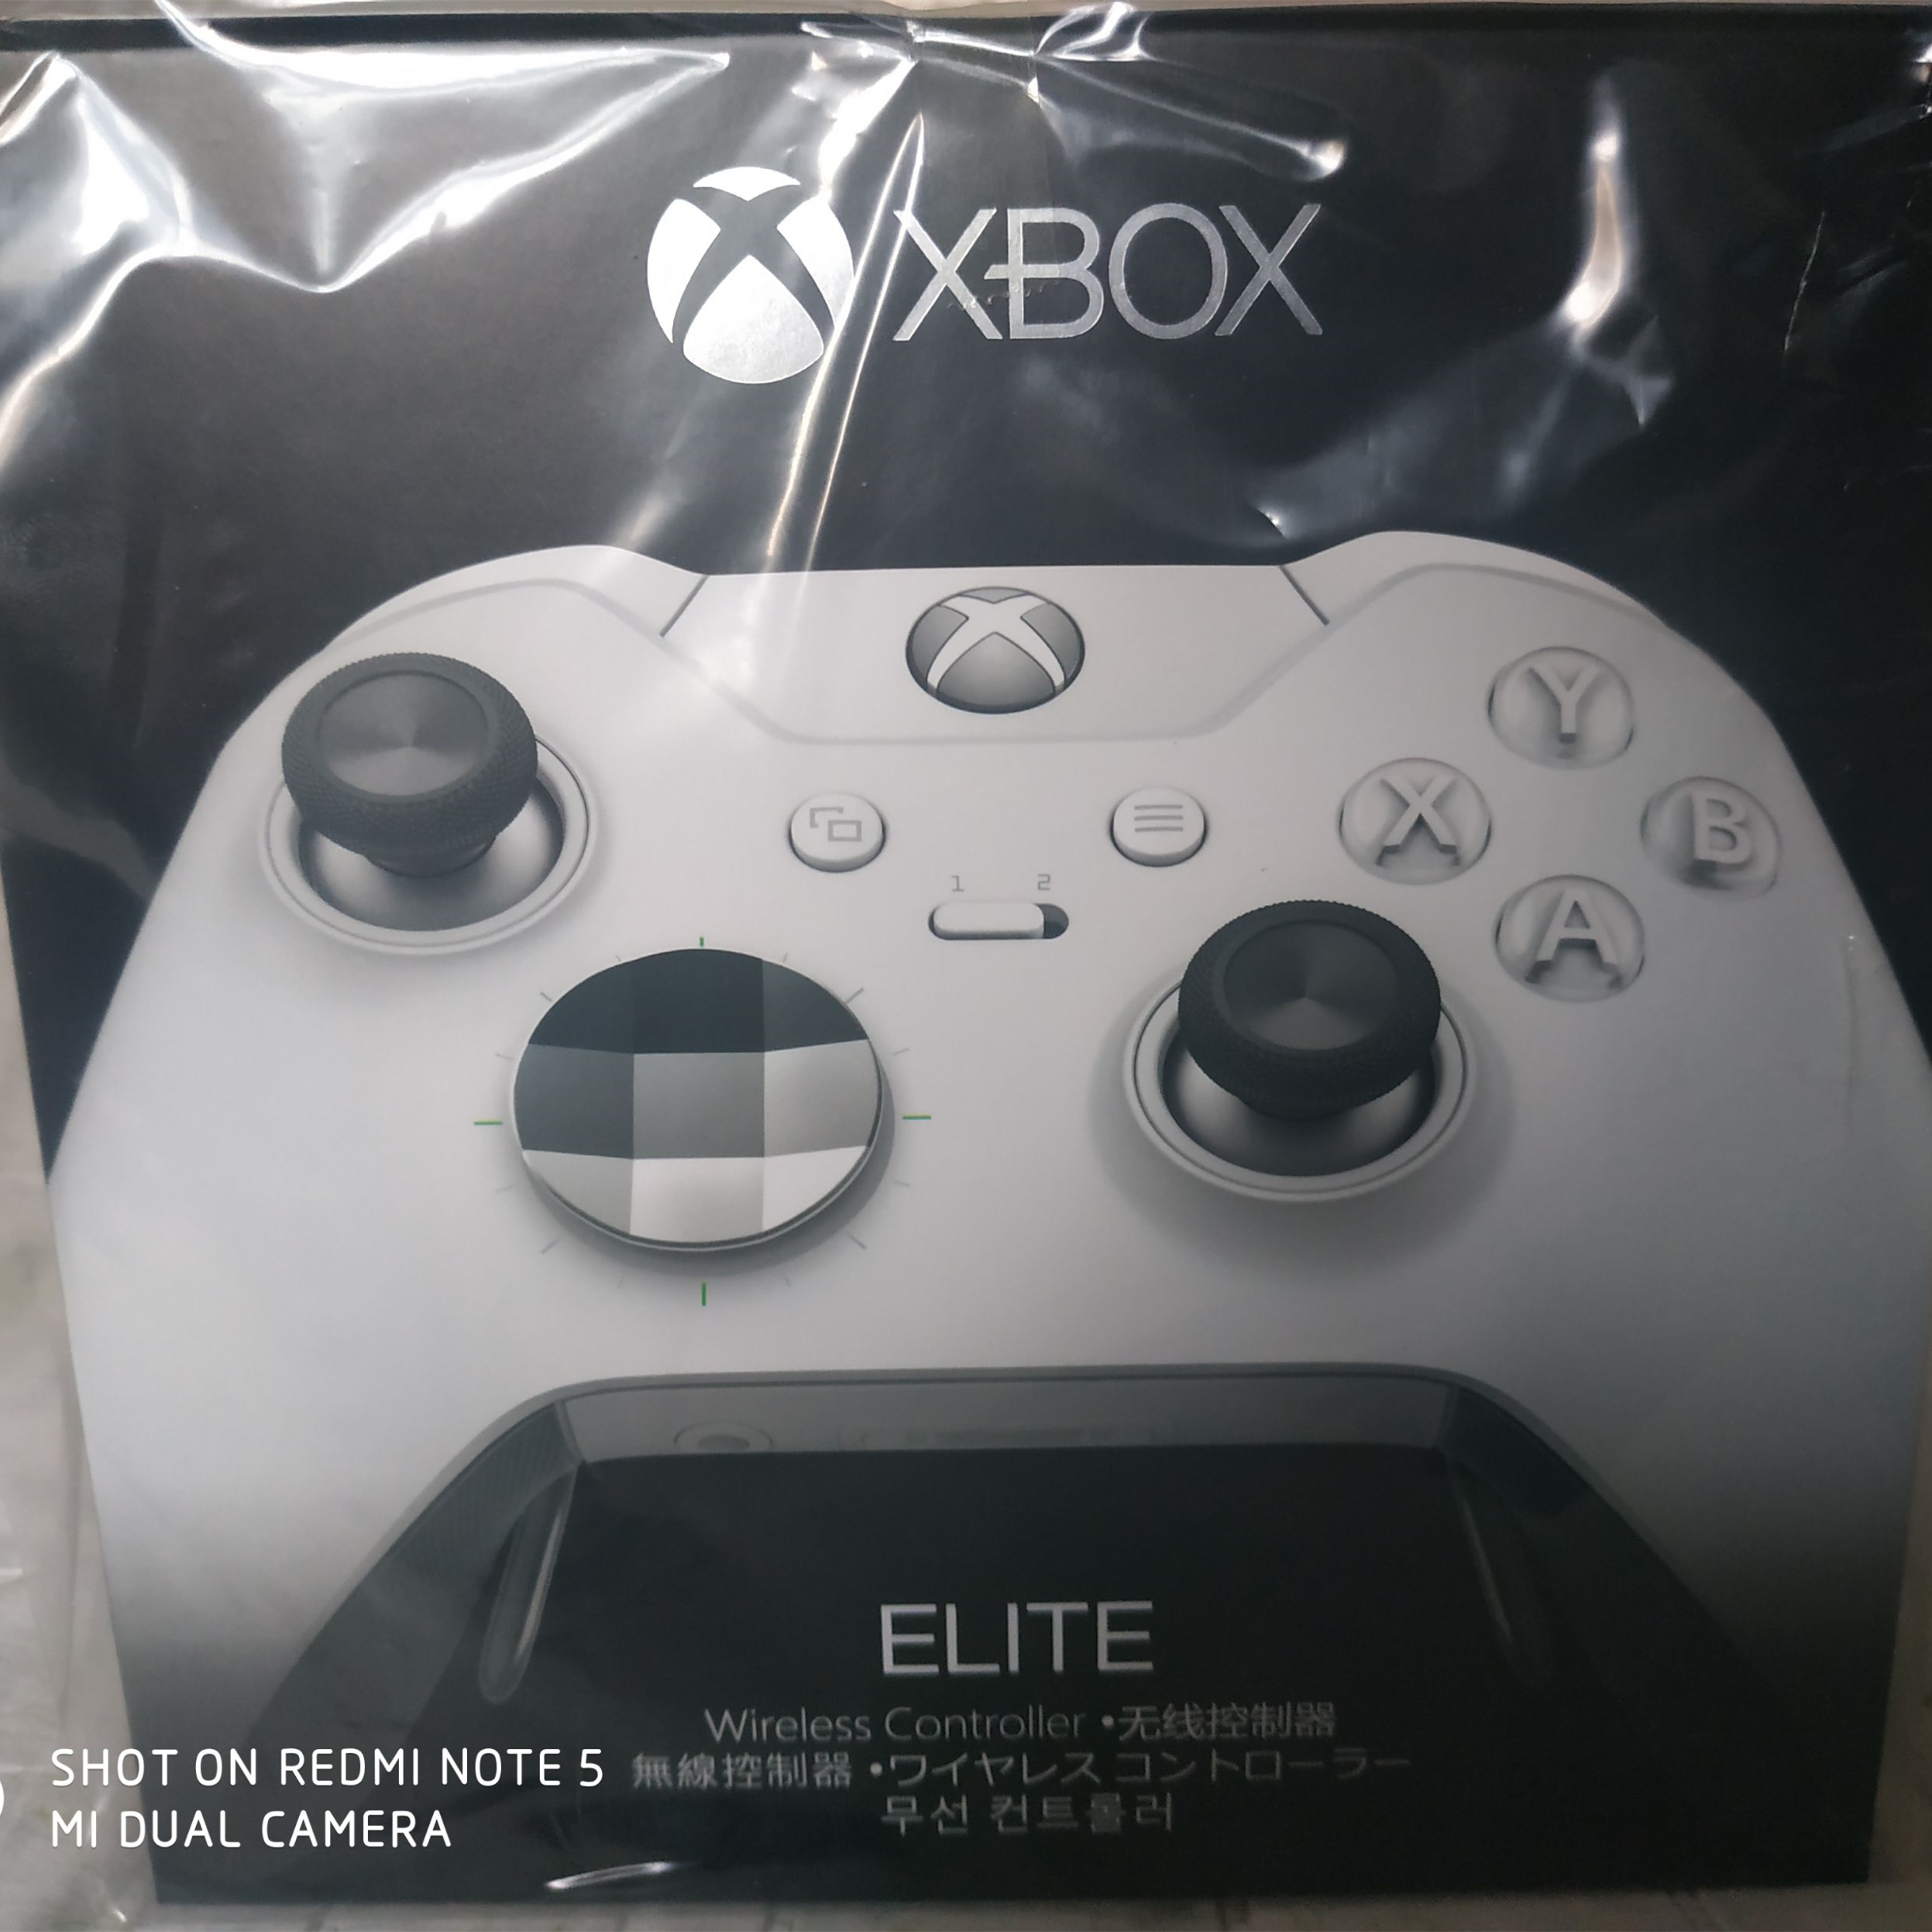 XBOX
Y
X
B
A
1 2
ELITE
Wireless Controller •无线控制器
無線控制器 •ワイヤレス コントローラー
무선 컨트롤러
SHOT ON REDMI NOTE 5
MI DUAL CAMERA